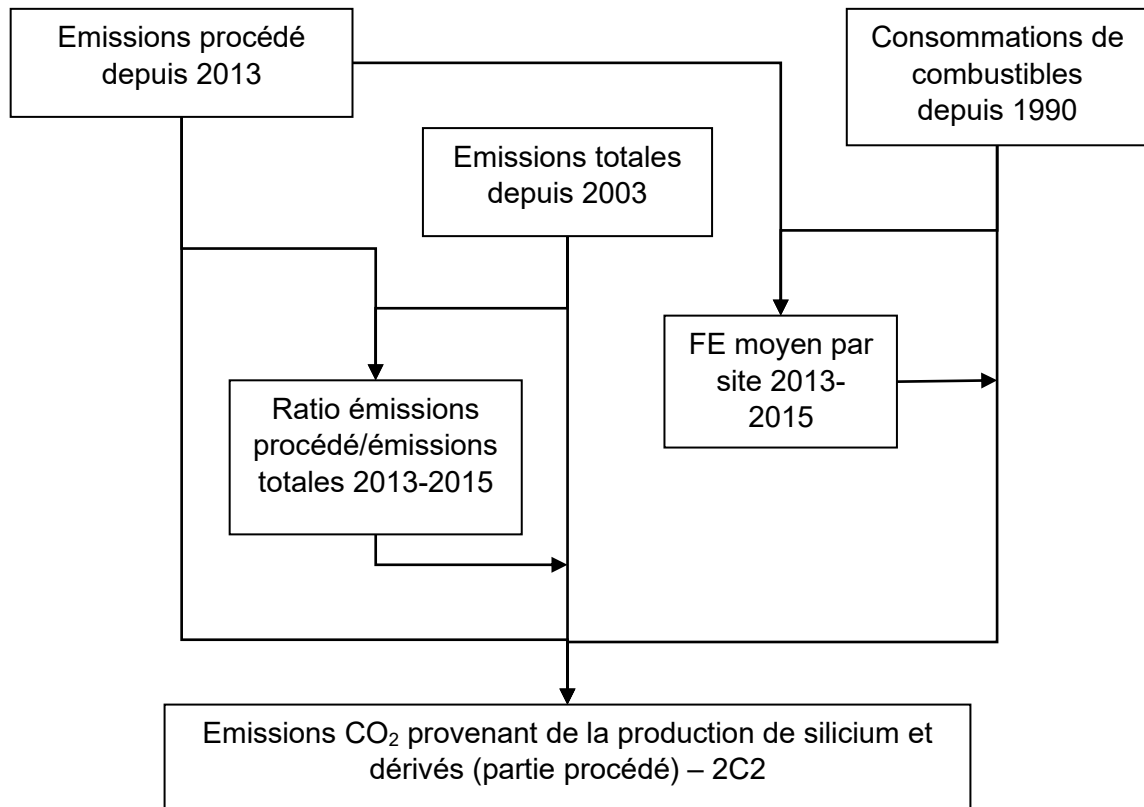 Emissions procédé
depuis 2013
Consommations de
combustibles
depuis 1990
Emissions totales
depuis 2003
FE moyen par
site 2013-
2015
Ratio émissions
procédé/émissions
totales 2013-2015
Emissions CO₂ provenant de la production de silicium et
dérivés (partie procédé) – 2C2